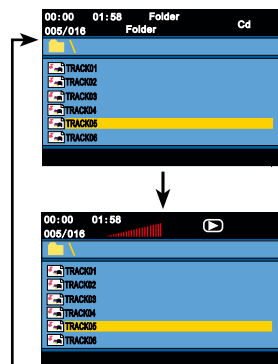 00:00 01:58 Folder
005/016 Folder Cd
\
TRACK01
TRACK02
TRACK03
TRACK04
TRACK05
TRACK06
00:00 01:58
005/016
\
TRACK01
TRACK02
TRACK03
TRACK04
TRACK05
TRACK06